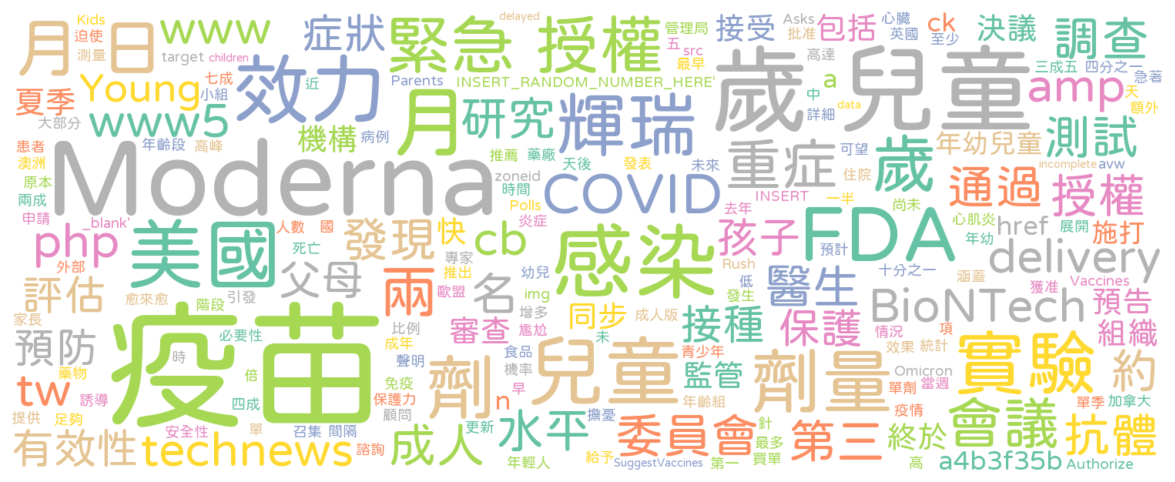 Kids 迫使 www 症狀 緊急 授權 delayed 管理局 接受 Asks 批准 包括 心臟 英國 ck 至少 決議 調查
月 日 測量 target children 七成 小組 近 效力 Parents INSERT_RANDOM_NUMBER_HERE' 五 src 最早 高達 a 三成五 四分之一 急著
夏季 Young 大部分 www5 機構 病例 月 研究 輝瑞 歲 兒童 中 詳細 data amp 天 額外
患者 年齡段 高峰 Moderna 推薦 藥廠 天後 zoneid 時間 發表 未來 重症 可望 住院 歲 年幼兒童 incomplete avw 測試
澳洲 原本 兩成 申請 _blank' 人數 國 COVID INSERT Polls 炎症 去年 一半 尚未 通過 心肌炎 年幼 展開 授權
php 外部 美國 死亡 發現 快 cb 專家 推出 感染 孩子 FDA 預計 href 獲准 施打
評估 愈來愈 階段 引發 父母 兩 歐盟 名 幼兒 img 增多 Rush 低 發生 醫生 十分之一 涵蓋 delivery Vaccines
家長 預防 藥物 時 必要性 疫苗 比例 成年 審查 尷尬 同步 成人版 未 接種 保護 BioNTech 情況 項 預告 組織
tw 誘導 倍 聲明 食品 機率 青少年 監管 年齡組 效果 統計 Omicron 當週
提供 足夠 四成 免疫 保護力 顧問 劑 n 早 兒童 劑量 單劑 疫情 實驗 單季 加拿大 約
有效性 安全性 technews 單 召集 間隔 諮詢 成人 更新 水平 擔憂 年輕人 給予 SuggestVaccines 委員會 第一 針 最多 買單 第三 終於 高 會議 a4b3f35b 抗體 Authorize